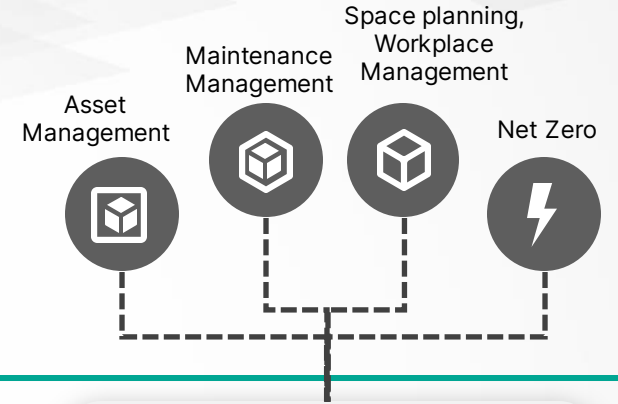 Space planning,
Workplace
Management
Maintenance
Management
Asset
Management
Net Zero